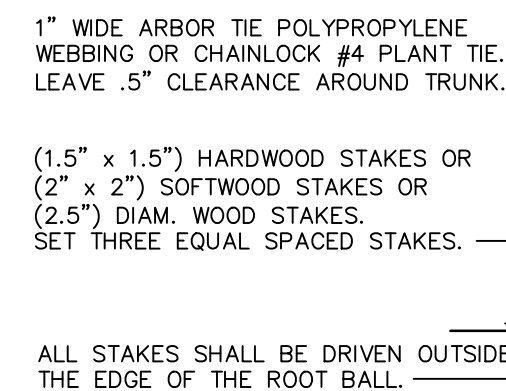 1” WIDE ARBOR TIE POLYPROPYLENE
WEBBING OR CHAINLOCK #4 PLANT TIE.
LEAVE .5” CLEARANCE AROUND TRUNK.
(1.5” x 1.5”) HARDWOOD STAKES OR
(2” x 2”) SOFTWOOD STAKES OR
(2.5”) DIAM. WOOD STAKES.
SET THREE EQUAL SPACED STAKES.
ALL STAKES SHALL BE DRIVEN OUTSIDE
THE EDGE OF THE ROOT BALL.